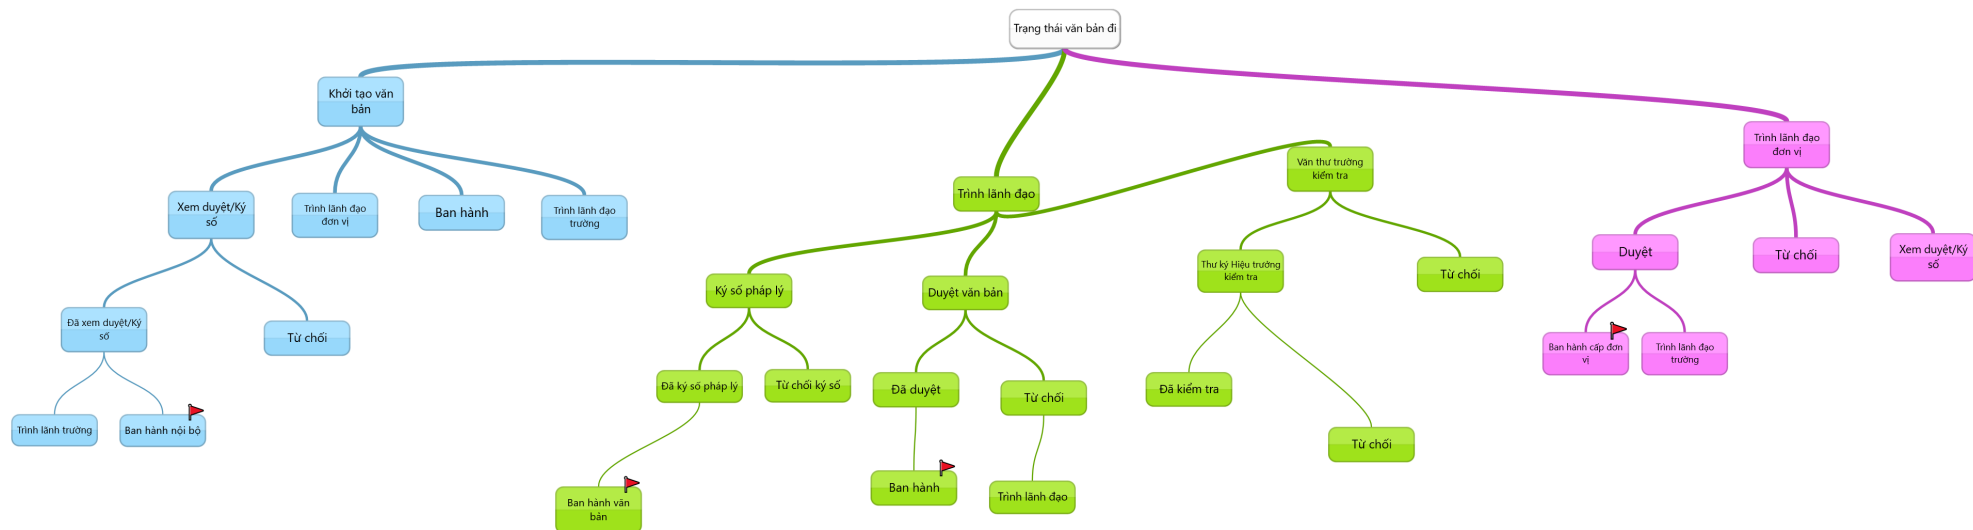 Trạng thái văn bản đi
Khởi tạo văn
bản
Xem duyệt/Ký
số
Trình lãnh đạo
đơn vị
Ban hành
Trình lãnh đạo
trường
Đã xem duyệt/Ký
số
Từ chối
Trình lãnh trường
Ban hành nội bộ
Trình lãnh đạo
Ký số pháp lý
Duyệt văn bản
Văn thư trường
kiểm tra
Đã ký số pháp lý
Từ chối ký số
Ban hành văn
bản
Đã duyệt
Từ chối
Ban hành
Trình lãnh đạo
Thư ký Hiệu trưởng
kiểm tra
Từ chối
Đã kiểm tra
Từ chối
Trình lãnh đạo
đơn vị
Duyệt
Từ chối
Xem duyệt/Ký
số
Ban hành cấp đơn
vị
Trình lãnh đạo
trường